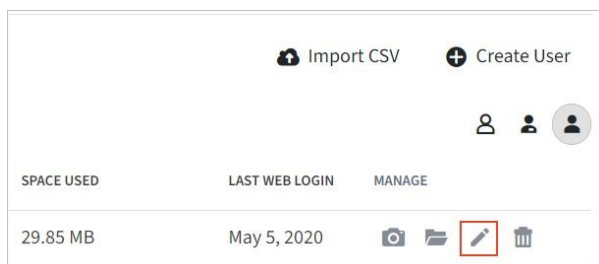 Import CSV Create User
SPACE USED LAST WEB LOGIN MANAGE
29.85 MB May 5, 2020